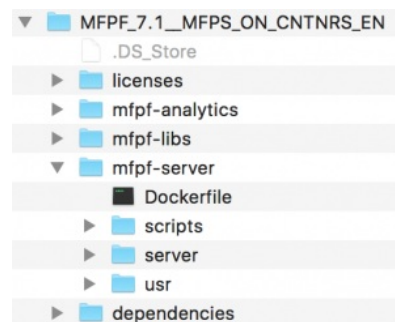 MFPF_7.1__MFPS_ON_CNTNRS_EN
.DS_Store
licenses
mfpf-analytics
mfpf-libs
mfpf-server
Dockerfile
scripts
server
usr
dependencies